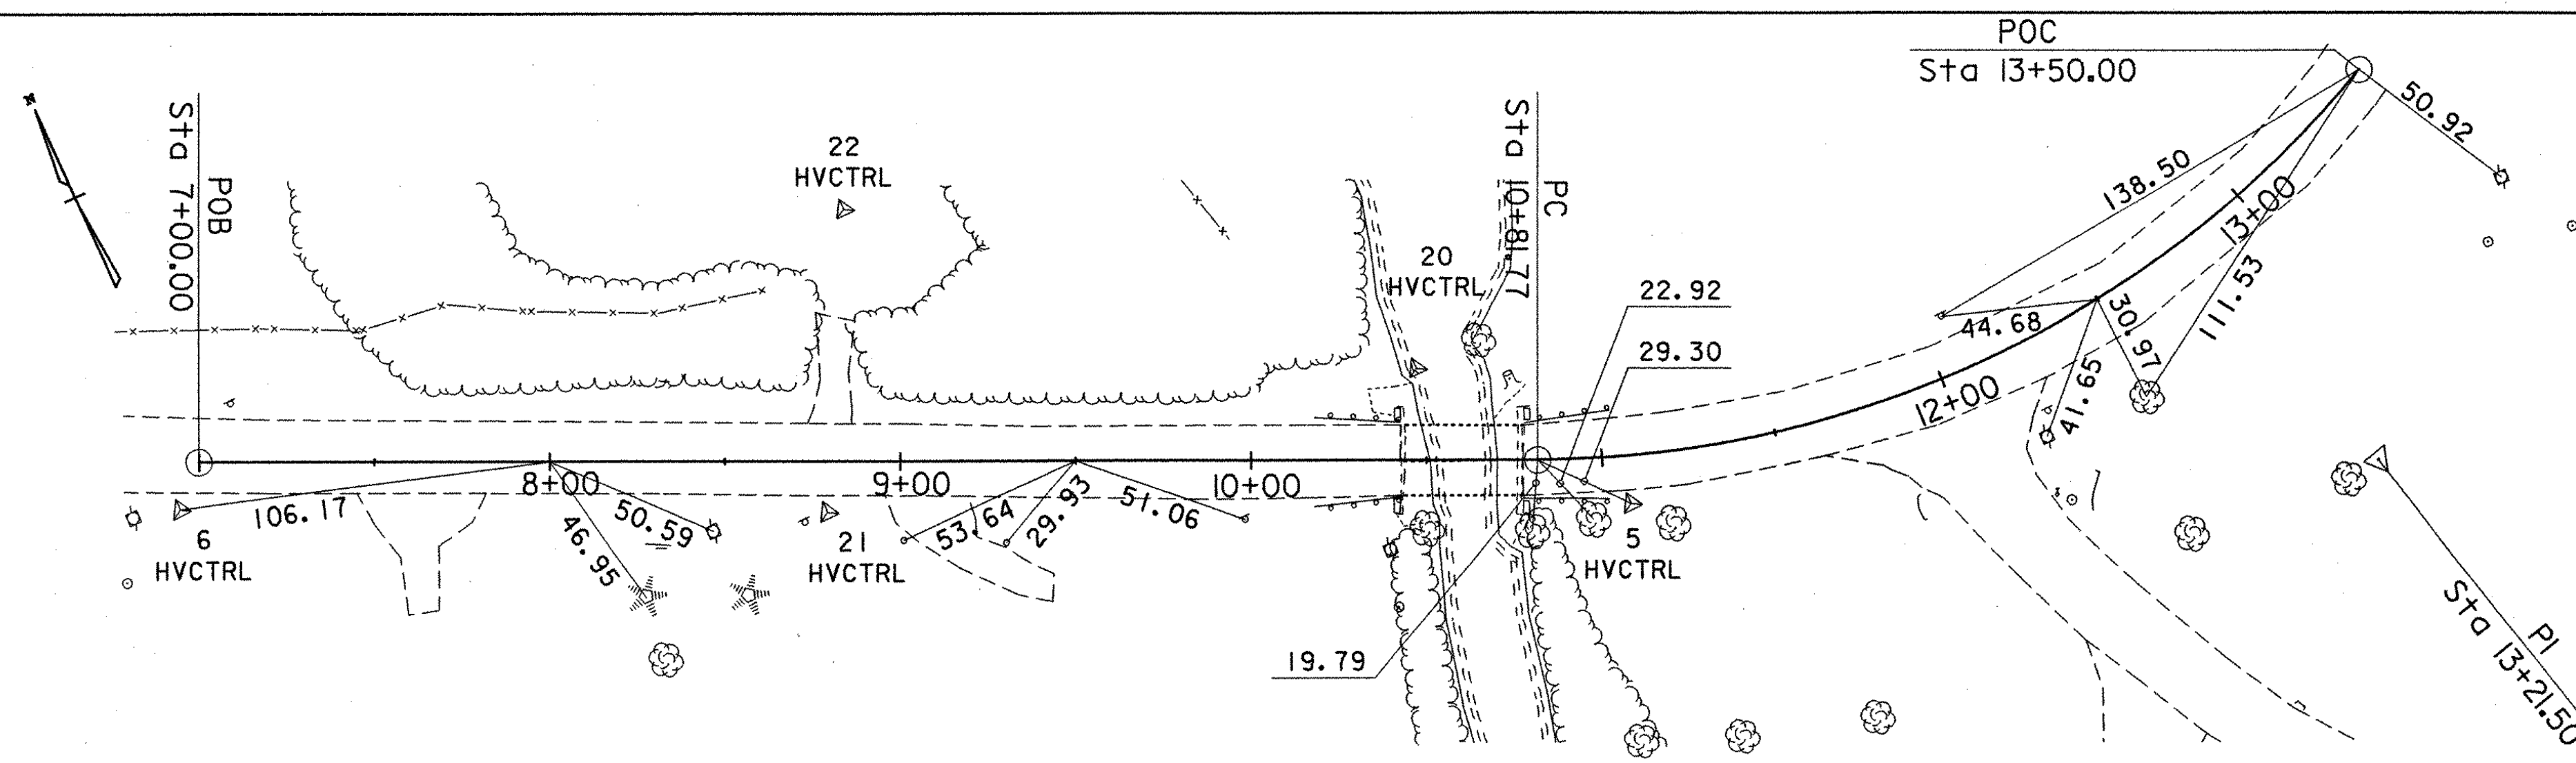 POC
Sta 13+50.00
50.92
Sta 7+00.00
POB
22
HVCTRL
Sta 10+81.77
PC
138.50
13+00
20
HVCTRL
22.92
111.53
44.68
30.97
29.30
41.65
12+00
8+00
9+00
10+00
106.17
46.95
50.59
53.64
29.93
51.06
6
HVCTRL
21
HVCTRL
5
HVCTRL
19.79
PI
Sta 13+21.50